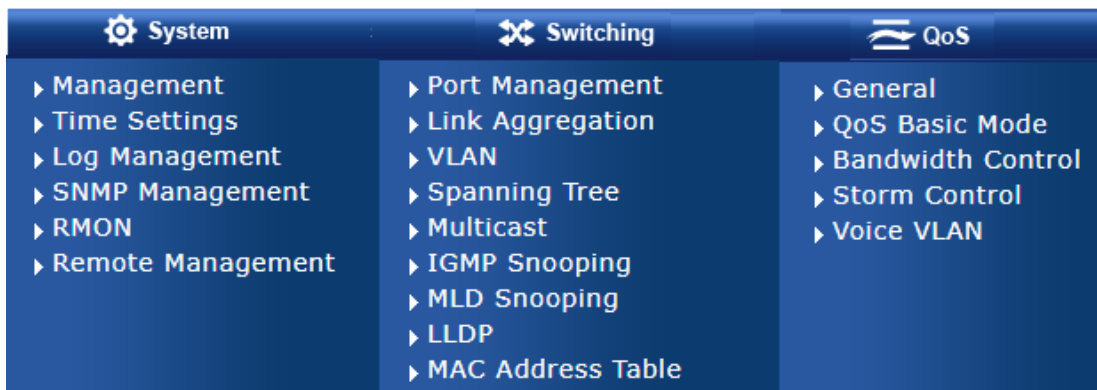 System
Management
Time Settings
Log Management
SNMP Management
RMON
Remote Management
Switching
Port Management
Link Aggregation
VLAN
Spanning Tree
Multicast
IGMP Snooping
MLD Snooping
LLDP
MAC Address Table
QoS
General
QoS Basic Mode
Bandwidth Control
Storm Control
Voice VLAN